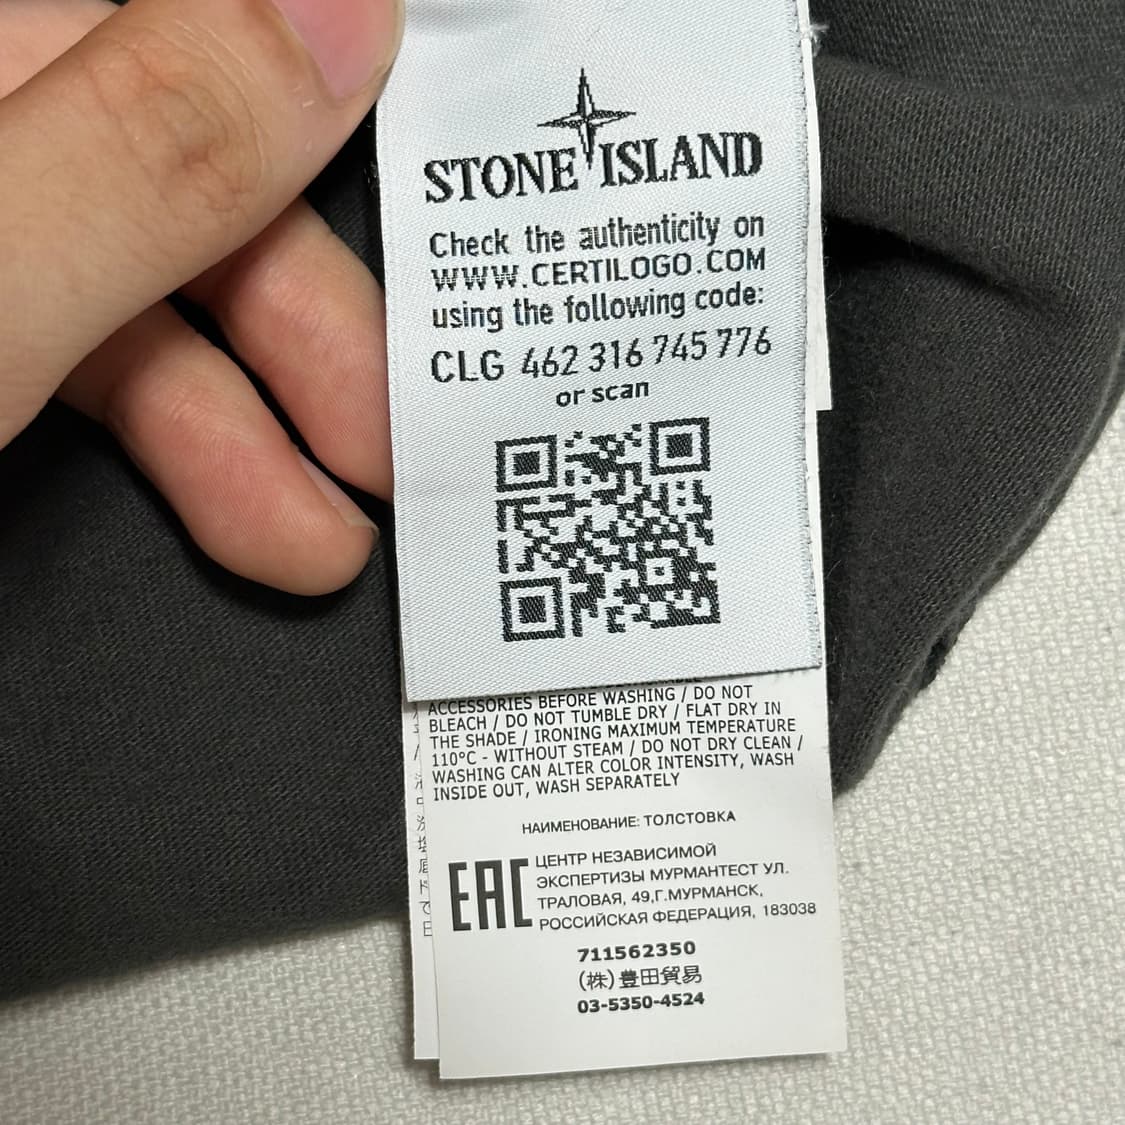 STONE ISLAND
Check the authenticity on
WWW.CERTILOGO.COM
using the following code:
CLG 462 316 745 776
or scan
ACCESSORIES BEFORE WASHING / DO NOT
BLEACH / DO NOT TUMBLE DRY / FLAT DRY IN
THE SHADE / IRONING MAXIMUM TEMPERATURE
110°C - WITHOUT STEAM / DO NOT DRY CLEAN /
WASHING CAN ALTER COLOR INTENSITY, WASH
INSIDE OUT, WASH SEPARATELY
НАИМЕНОВАНИЕ: ТОЛСТОВКА
EAC
ЦЕНТР НЕЗАВИСИМОЙ
ЭКСПЕРТИЗЫ МУРМАНТЕСТ УЛ.
ТРАЛОВАЯ, 49,Г.МУРМАНСК,
РОССИЙСКАЯ ФЕДЕРАЦИЯ, 183038
711562350
(株)豊田貿易
03-5350-4524